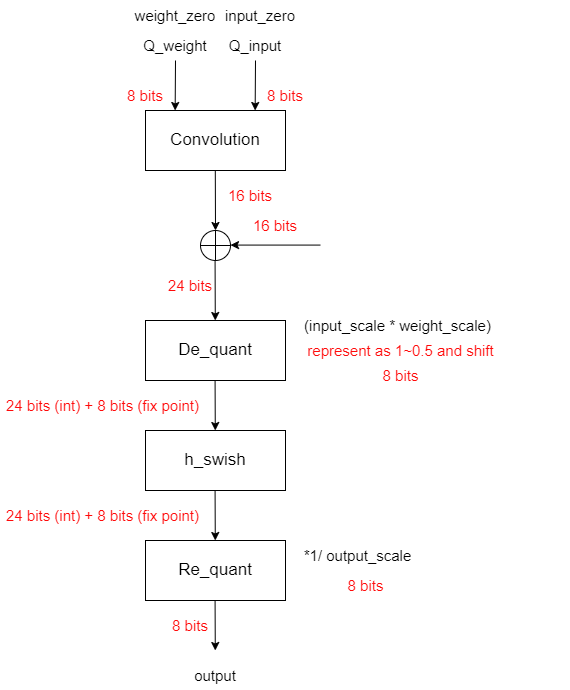 weight_zero input_zero
Q_weight Q_input
8 bits 8 bits
Convolution
16 bits
16 bits
24 bits
De_quant
(input_scale * weight_scale)
represent as 1~0.5 and shift
8 bits
24 bits (int) + 8 bits (fix point)
h_swish
24 bits (int) + 8 bits (fix point)
Re_quant
*1/ output_scale
8 bits
8 bits
output